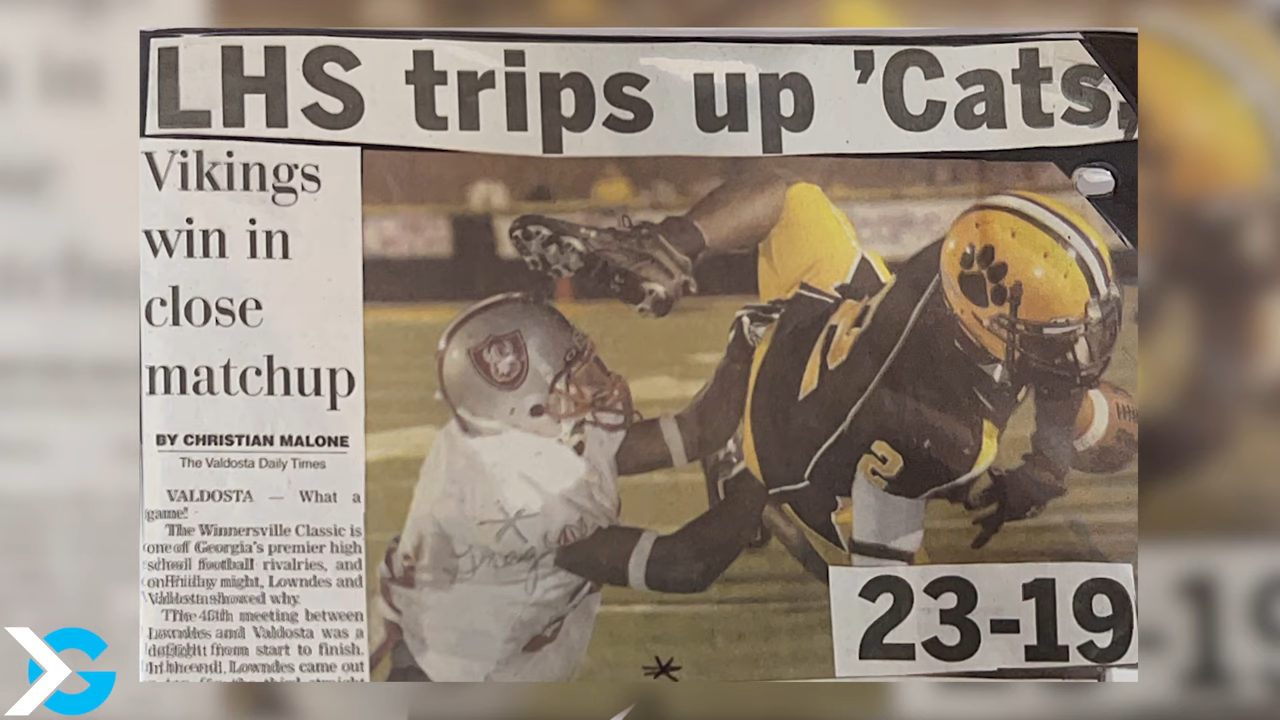 LHS trips up 'Cats,
Vikings
win in
close
matchup
BY CHRISTIAN MALONE
The Valdosta Daily Times
VALDOSTA — What a
game!
The Winnersville Classic is
one of Georgia's premier high
school football rivalries, and
on Friday night, Lowndes and
Valdosta showed why.
The meeting between
Lowndes and Valdosta was a
from start to finish.
In the end, Lowndes came out
2
23-19